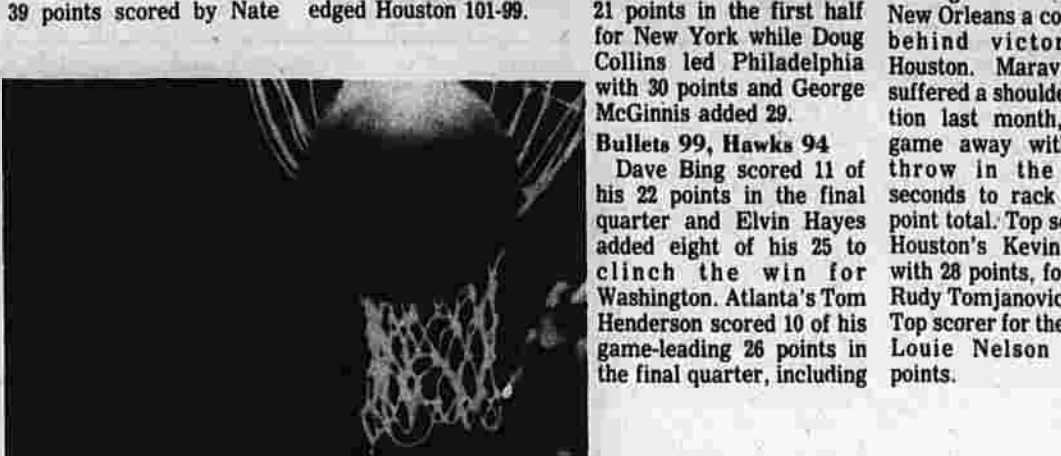 39 points scored by Nate
edged Houston 101-99.
21 points in the first half
for New York while Doug
Collins led Philadelphia
with 30 points and George
McGinnis added 29.
Bullets 99, Hawks 94
Dave Bing scored 11 of
his 22 points in the final
quarter and Elvin Hayes
added eight of his 25 to
clinch the win for
Washington. Atlanta's Tom
Henderson scored 10 of his
game-leading 26 points in
the final quarter, including
New Orleans a co
behind victor
Houston. Marav
suffered a shoulde
tion last month,
game away wit
throw in the
seconds to rack
point total. Top s
Houston's Kevin
with 28 points, fo
Rudy Tomjanovic
Top scorer for the
Louie Nelson
points.